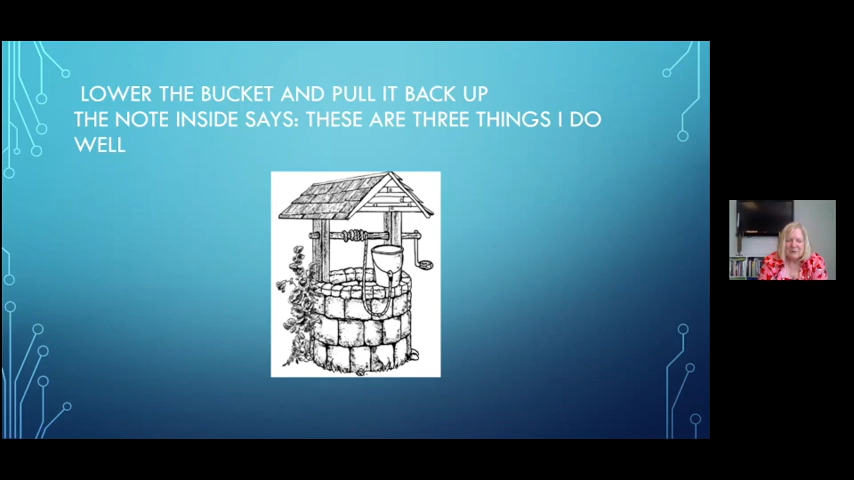 LOWER THE BUCKET AND PULL IT BACK UP
THE NOTE INSIDE SAYS: THESE ARE THREE THINGS I DO
WELL